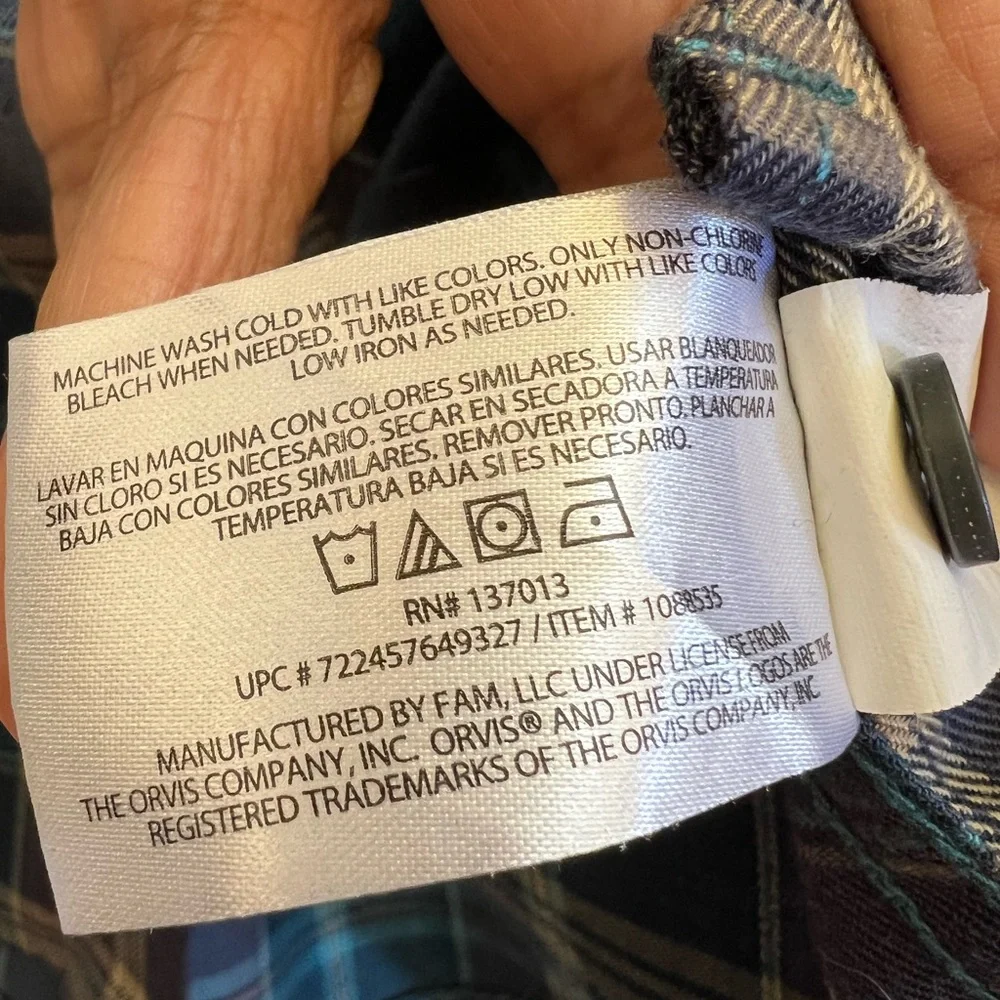 MACHINE WASH COLD WITH LIKE COLORS. ONLY NON-CHLORINE
BLEACH WHEN NEEDED. TUMBLE DRY LOW WITH LIKE COLORS
LOW IRON AS NEEDED.
LAVAR EN MAQUINA CON COLORES SIMILARES. USAR BLANQUEADOR
SIN CLORO SI ES NECESARIO. SECAR EN SECADORA A TEMPERATURA
BAJA CON COLORES SIMILARES. REMOVER PRONTO. PLANCHAR A
TEMPERATURA BAJA SI ES NECESARIO.
RN# 137013
UPC # 722457649327 / ITEM # 1088535
MANUFACTURED BY FAM, LLC UNDER LICENSE FROM
THE ORVIS COMPANY, INC. ORVIS® AND THE ORVIS LOGOS ARE THE
REGISTERED TRADEMARKS OF THE ORVIS COMPANY, INC